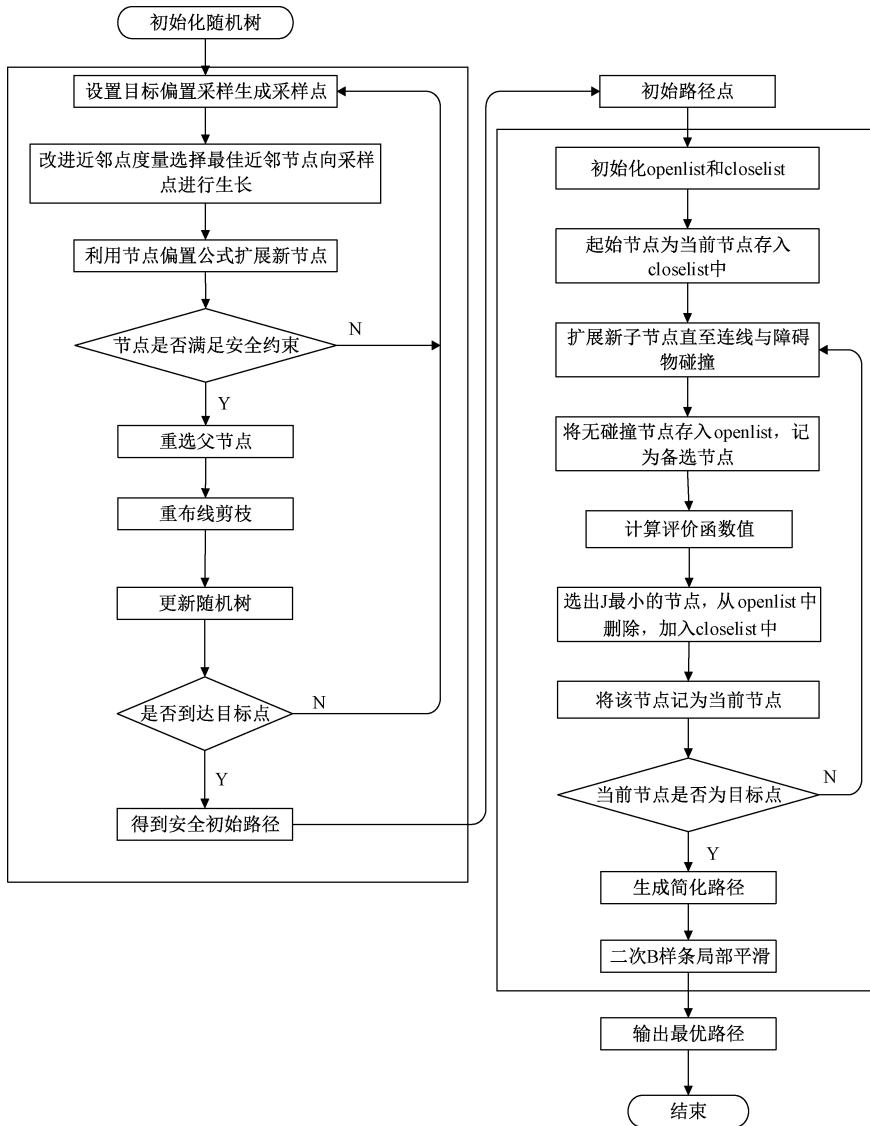 初始化随机树
设置目标偏置采样生成采样点
改进近邻点度量选择最佳近邻节点向采样
点进行生长
利用节点偏置公式扩展新节点
节点是否满足安全约束
N
Y
重选父节点
重布线剪枝
更新随机树
是否到达目标点
N
Y
得到安全初始路径
初始路径点
初始化openlist和closelist
起始节点为当前节点存入
closelist中
扩展新子节点直至连线与障碍
物碰撞
将无碰撞节点存入openlist，记
为备选节点
计算评价函数值
选出J最小的节点，从openlist中
删除，加入closelist中
将该节点记为当前节点
当前节点是否为目标点
N
Y
生成简化路径
二次B样条局部平滑
输出最优路径
结束